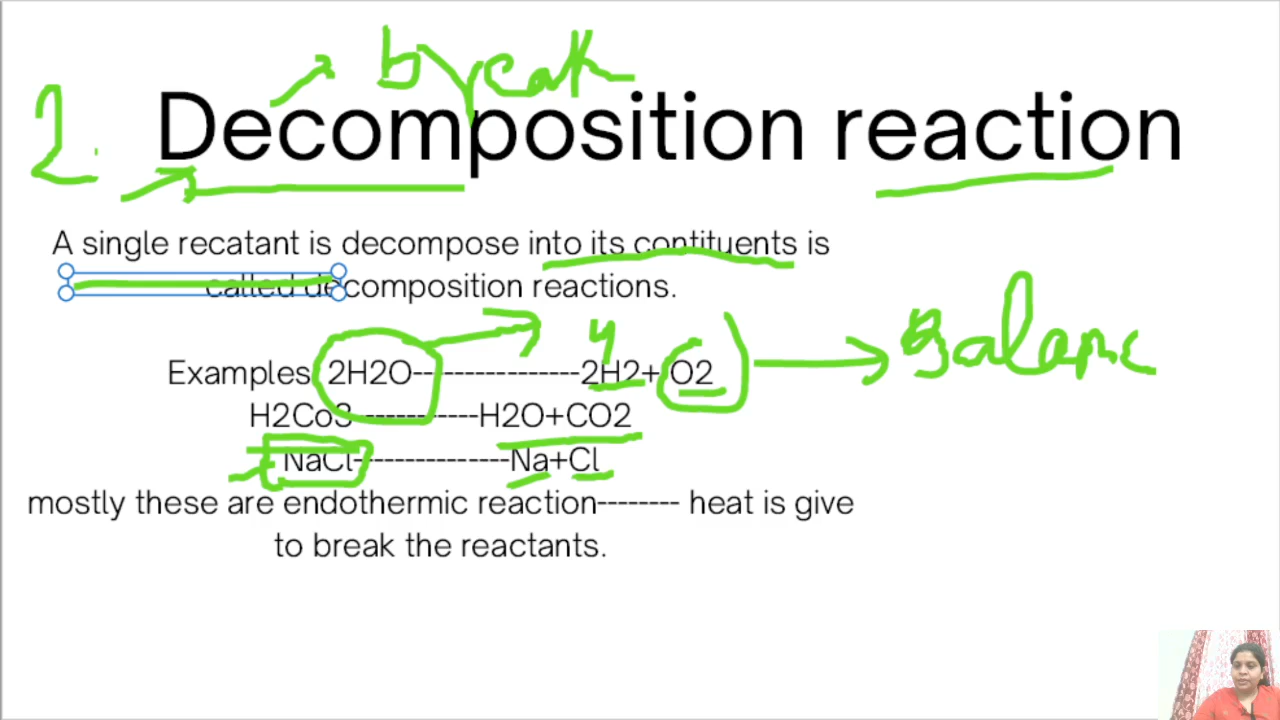 break
2. Decomposition reaction
A single recatant is decompose into its contituents is
called decomposition reactions.
4
Examples 2H2O-----------------2H2+ O2
Balanc
H2Co3-----------H2O+CO2
NaCl---------------Na+Cl
mostly these are endothermic reaction-------- heat is give
to break the reactants.